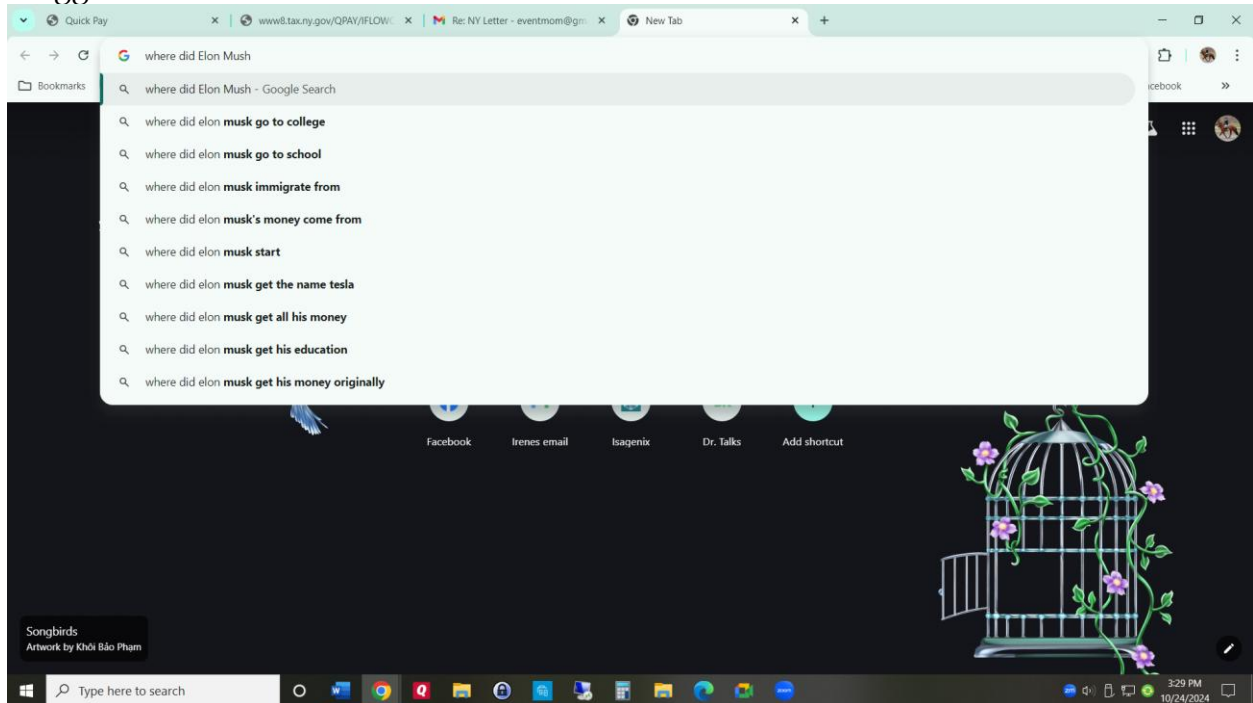 Quick Pay
www8.tax.ny.gov/QPAY/IFLOW
Re: NY Letter - eventmom@gm
New Tab
where did Elon Mush
Bookmarks
where did Elon Mush - Google Search
where did elon musk go to college
where did elon musk go to school
where did elon musk immigrate from
where did elon musk's money come from
where did elon musk start
where did elon musk get the name tesla
where did elon musk get all his money
where did elon musk get his education
where did elon musk get his money originally
Facebook Irenes email Isagenix Dr. Talks Add shortcut
Songbirds
Artwork by Khôi Bảo Phạm
Type here to search
3:29 PM
10/24/2024